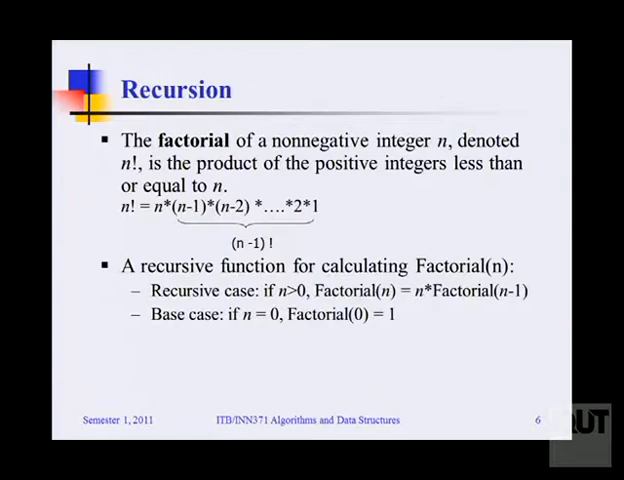 Recursion
The factorial of a nonnegative integer n, denoted
n!, is the product of the positive integers less than
or equal to n.
n! = n*(n-1)*(n-2) *….*2*1
(n -1) !
A recursive function for calculating Factorial(n):
– Recursive case: if n>0, Factorial(n) = n*Factorial(n-1)
– Base case: if n = 0, Factorial(0) = 1
Semester 1, 2011 ITB/INN371 Algorithms and Data Structures 6
QUT